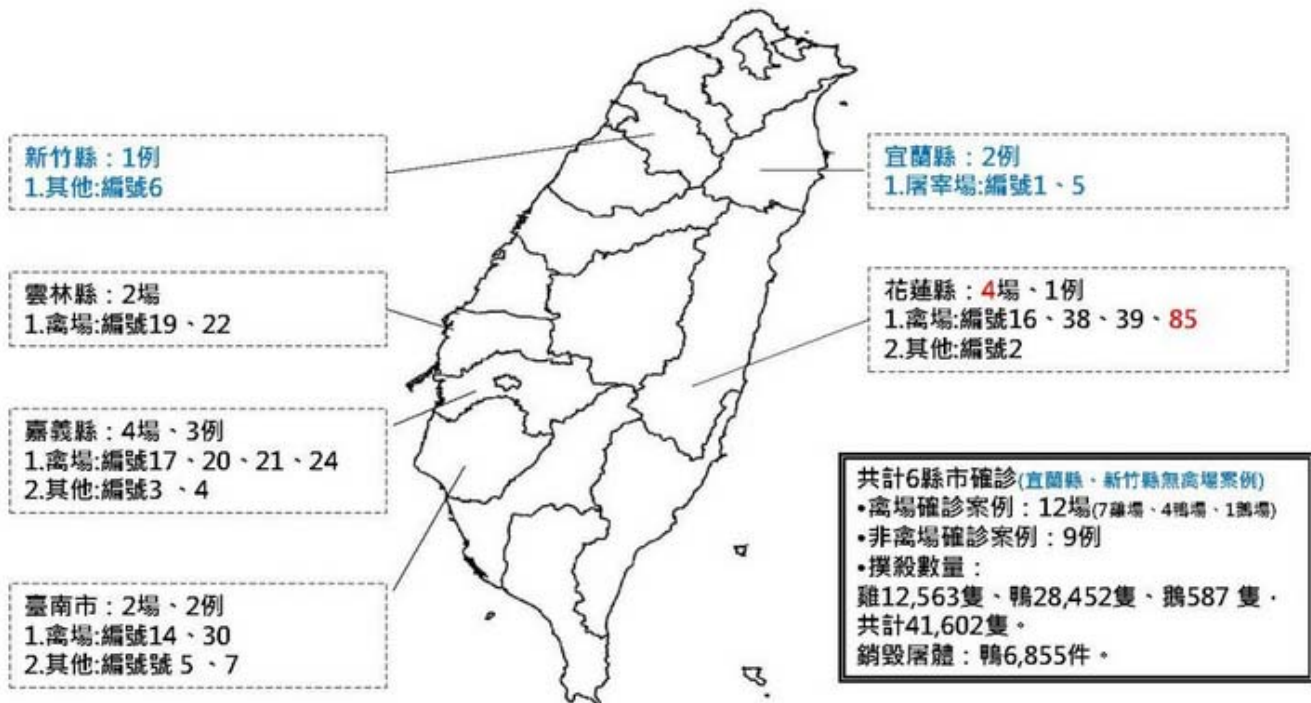 新竹縣：1例
1.其他:編號6
宜蘭縣：2例
1.屠宰場:編號1、5
雲林縣：2場
1.禽場:編號19、22
花蓮縣：4場、1例
1.禽場:編號16、38、39、85
2.其他:編號2
嘉義縣：4場、3例
1.禽場:編號17、20、21、24
2.其他:編號3 、4
臺南市：2場、2例
1.禽場:編號14、30
2.其他:編號號 5 、7
共計6縣市確診(宜蘭縣、新竹縣無禽場案例)
•禽場確診案例：12場(7雞場、4鴨場、1鵝場)
•非禽場確診案例：9例
•撲殺數量：
雞12,563隻、鴨28,452隻、鵝587 隻，
共計41,602隻。
銷毀屠體：鴨6,855件。